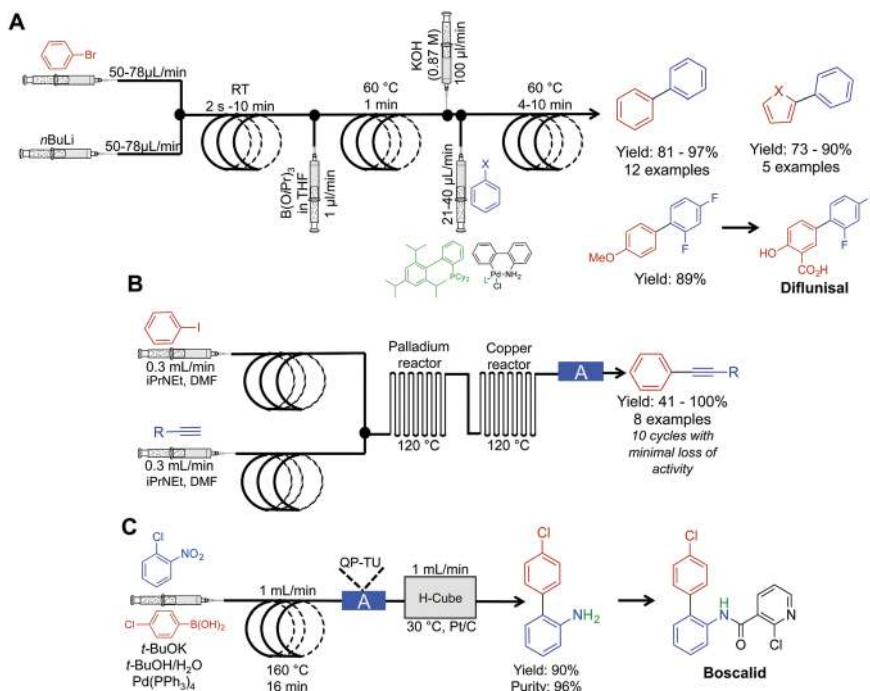 A
Br
50-78µL/min
nBuLi
50-78µL/min
RT
2 s -10 min
B(OiPr)3
in THF
1 µl/min
60 °C
1 min
KOH
(0.87 M)
100 µl/min
21-40 µL/min
X
60 °C
4-10 min
PCy2
L
Pd
NH2
Cl
Yield: 81 - 97%
12 examples
X
Yield: 73 - 90%
5 examples
F
F
MeO
Yield: 89%
F
HO
CO2H
Diflunisal
B
I
0.3 mL/min
iPrNEt, DMF
R
0.3 mL/min
iPrNEt, DMF
Palladium
reactor
120 °C
Copper
reactor
120 °C
A
R
Yield: 41 - 100%
8 examples
10 cycles with
minimal loss of
activity
C
Cl
NO2
Cl
B(OH)2
t-BuOK
t-BuOH/H2O
Pd(PPh3)4
1 mL/min
160 °C
16 min
QP-TU
A
1 mL/min
H-Cube
30 °C, Pt/C
Cl
NH2
Yield: 90%
Purity: 96%
Cl
H
N
O
N
Cl
Boscalid